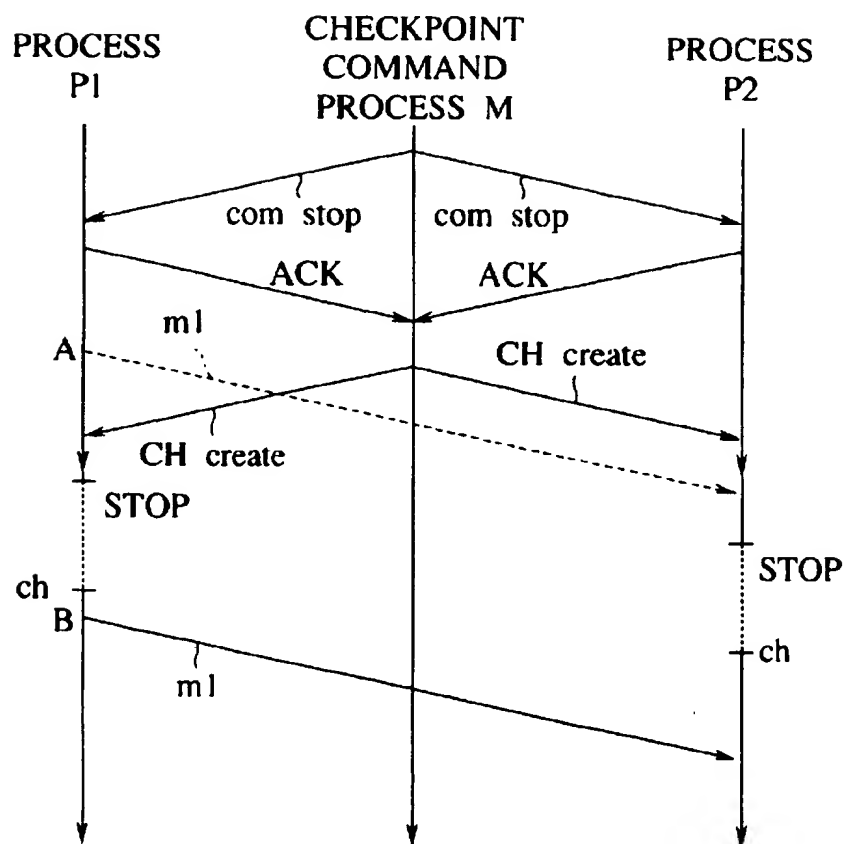 PROCESS
P1
CHECKPOINT
COMMAND
PROCESS M
PROCESS
P2
com stop
com stop
ACK
ACK
A
m1
CH create
CH create
STOP
STOP
ch
B
ch
m1